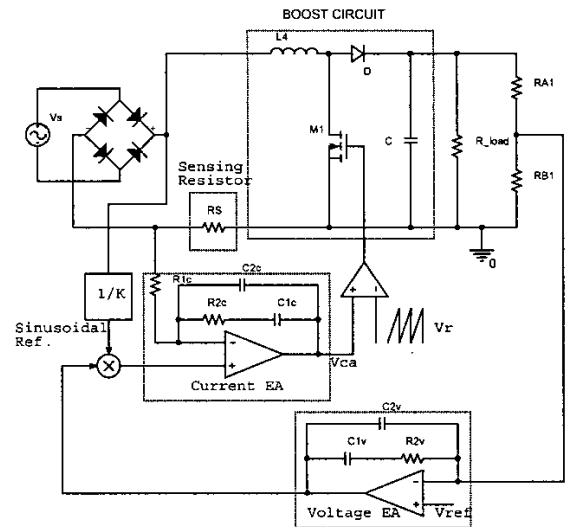 BOOST CIRCUIT
L4
D
Vs
M1
C
R_load
RA1
RB1
Sensing
Resistor
RS
0
R1c
C2c
R2c
C1c
1/K
Sinusoidal
Ref.
Vca
Vr
Current EA
C2v
C1v
R2v
Voltage EA
Vref